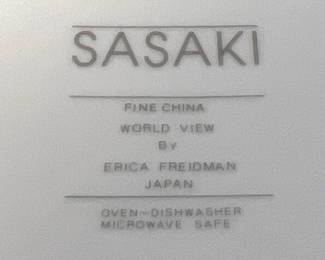 SASAKI
FINE CHINA
WORLD VIEW
BY
ERICA FREIDMAN
JAPAN
OVEN-DISHWASHER
MICROWAVE SAFE